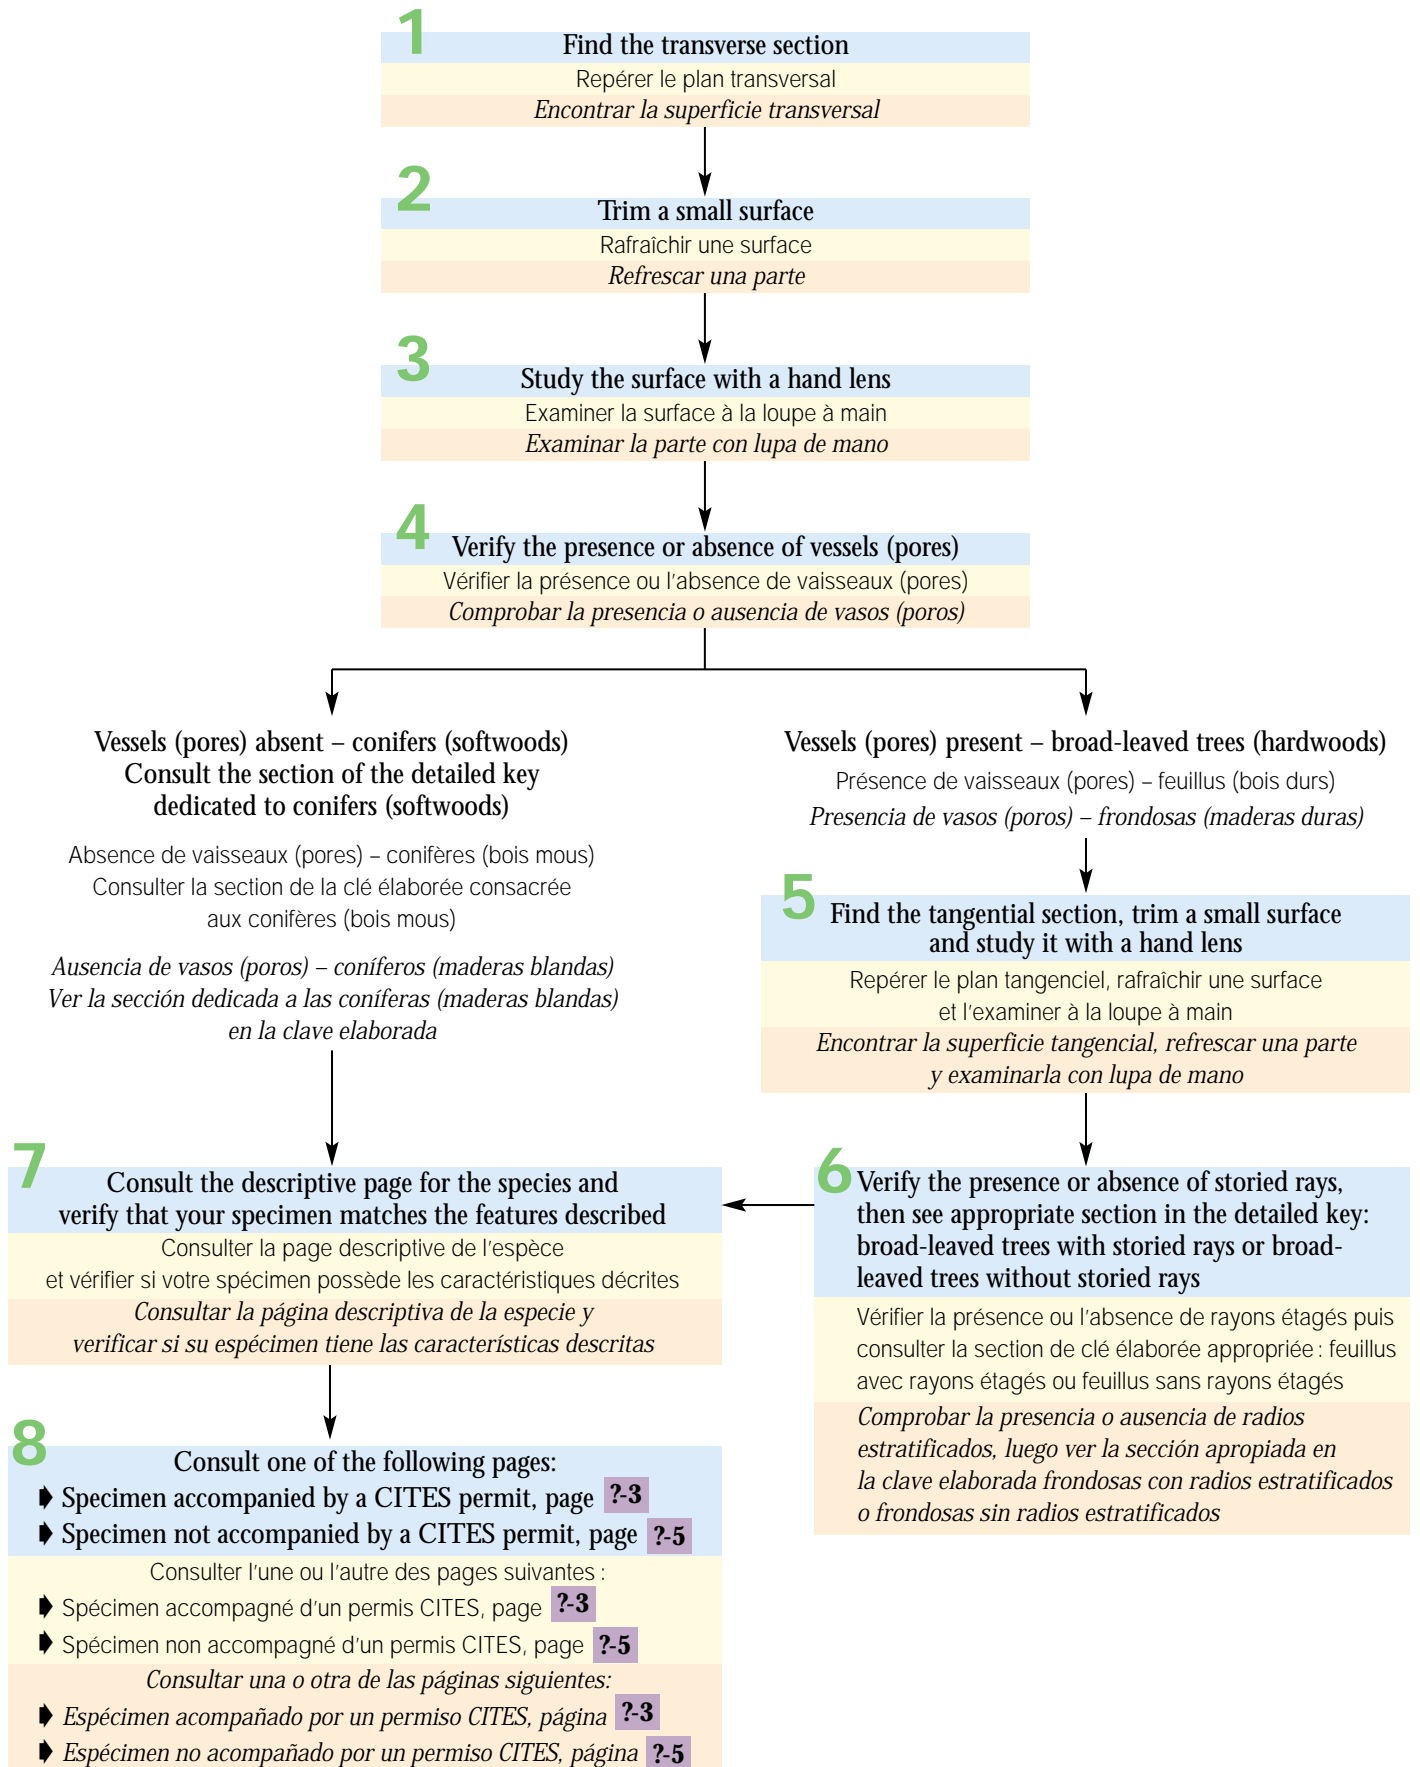 1
Find the transverse section
Repérer le plan transversal
Encontrar la superficie transversal
2
Trim a small surface
Rafraîchir une surface
Refrescar una parte
3
Study the surface with a hand lens
Examiner la surface à la loupe à main
Examinar la parte con lupa de mano
4
Verify the presence or absence of vessels (pores)
Vérifier la présence ou l'absence de vaisseaux (pores)
Comprobar la presencia o ausencia de vasos (poros)
Vessels (pores) absent – conifers (softwoods)
Consult the section of the detailed key
dedicated to conifers (softwoods)
Absence de vaisseaux (pores) – conifères (bois mous)
Consulter la section de la clé élaborée consacrée
aux conifères (bois mous)
Ausencia de vasos (poros) – coníferos (maderas blandas)
Ver la sección dedicada a las coníferas (maderas blandas)
en la clave elaborada
Vessels (pores) present – broad-leaved trees (hardwoods)
Présence de vaisseaux (pores) – feuillus (bois durs)
Presencia de vasos (poros) – frondosas (maderas duras)
5
Find the tangential section, trim a small surface
and study it with a hand lens
Repérer le plan tangenciel, rafraîchir une surface
et l'examiner à la loupe à main
Encontrar la superficie tangencial, refrescar una parte
y examinarla con lupa de mano
6
Verify the presence or absence of storied rays,
then see appropriate section in the detailed key:
broad-leaved trees with storied rays or broad-
leaved trees without storied rays
Vérifier la présence ou l'absence de rayons étagés puis
consulter la section de clé élaborée appropriée : feuillus
avec rayons étagés ou feuillus sans rayons étagés
Comprobar la presencia o ausencia de radios
estratificados, luego ver la sección apropiada en
la clave elaborada frondosas con radios estratificados
o frondosas sin radios estratificados
7
Consult the descriptive page for the species and
verify that your specimen matches the features described
Consulter la page descriptive de l'espèce
et vérifier si votre spécimen possède les caractéristiques décrites
Consultar la página descriptiva de la especie y
verificar si su espécimen tiene las características descritas
8
Consult one of the following pages:
Specimen accompanied by a CITES permit, page ?-3
Specimen not accompanied by a CITES permit, page ?-5
Consulter l'une ou l'autre des pages suivantes :
Spécimen accompagné d'un permis CITES, page ?-3
Spécimen non accompagné d'un permis CITES, page ?-5
Consultar una o otra de las páginas siguientes:
Espécimen acompañado por un permiso CITES, página ?-3
Espécimen no acompañado por un permiso CITES, página ?-5